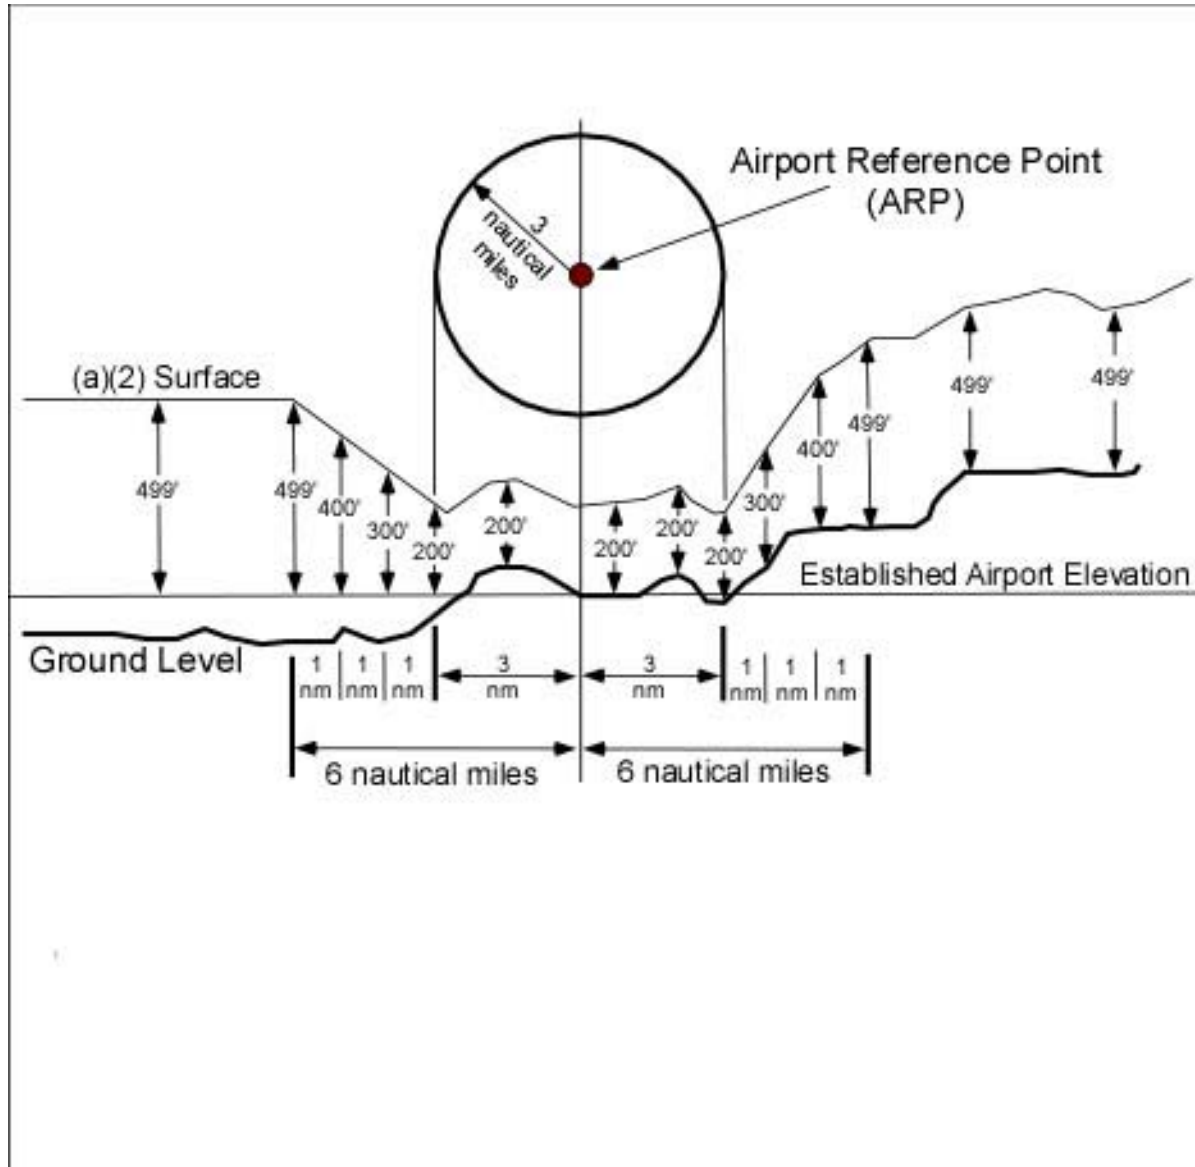 Airport Reference Point
(ARP)
3
nautical
miles
(a)(2) Surface
499'
499'
400'
300'
200'
200'
200'
200'
200'
300'
400'
499'
499'
499'
Established Airport Elevation
Ground Level
1
nm
1
nm
1
nm
3
nm
3
nm
1
nm
1
nm
1
nm
6 nautical miles
6 nautical miles